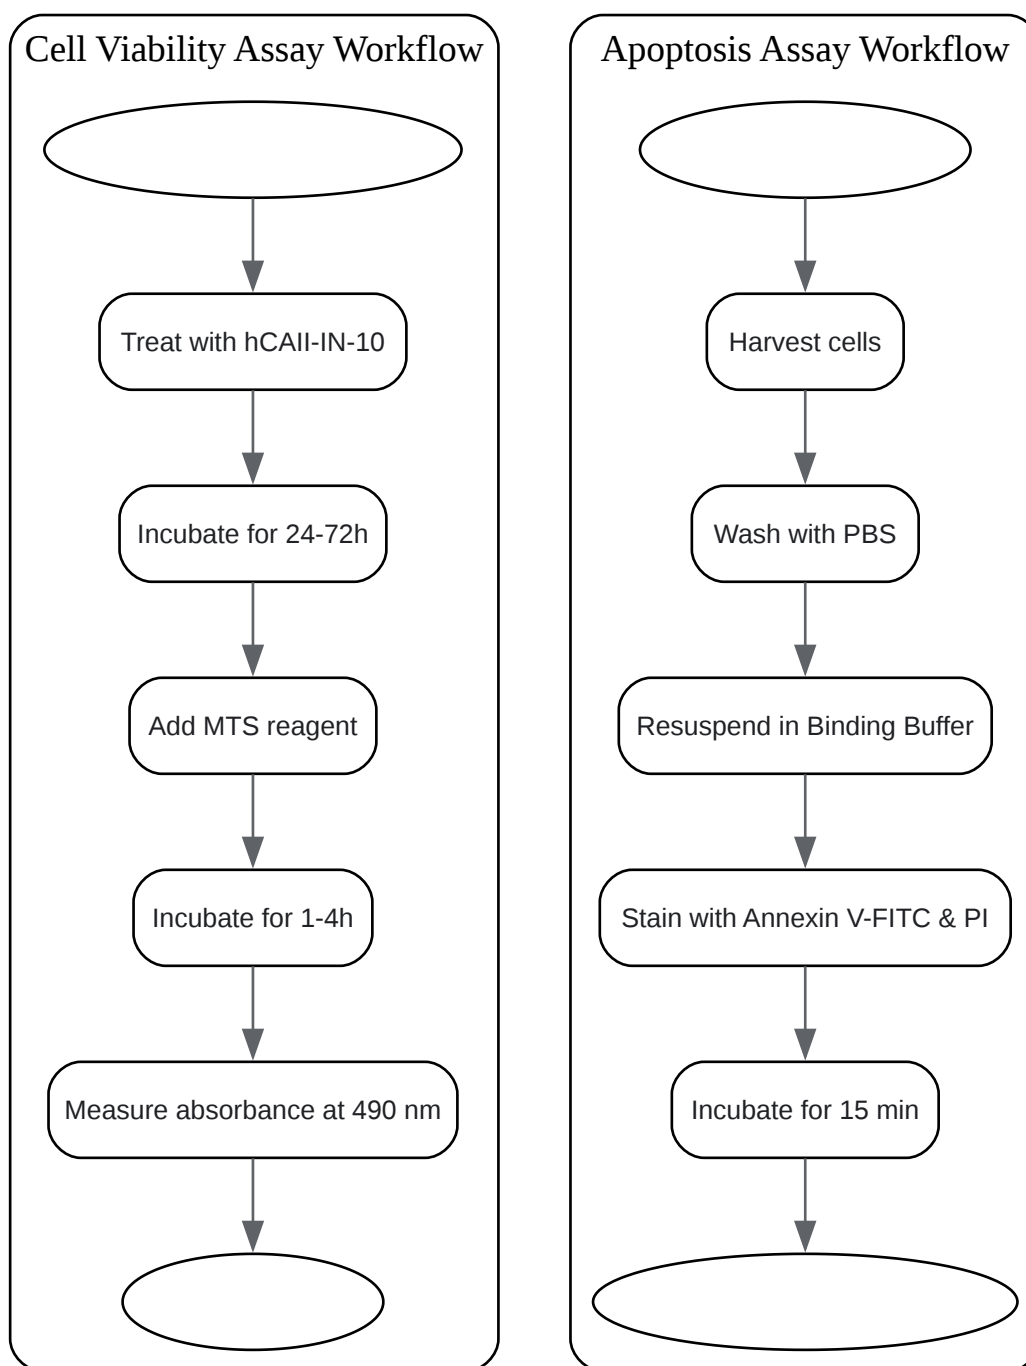 Cell Viability Assay Workflow
Treat with hCAII-IN-10
Incubate for 24-72h
Add MTS reagent
Incubate for 1-4h
Measure absorbance at 490 nm
Apoptosis Assay Workflow
Harvest cells
Wash with PBS
Resuspend in Binding Buffer
Stain with Annexin V-FITC & PI
Incubate for 15 min